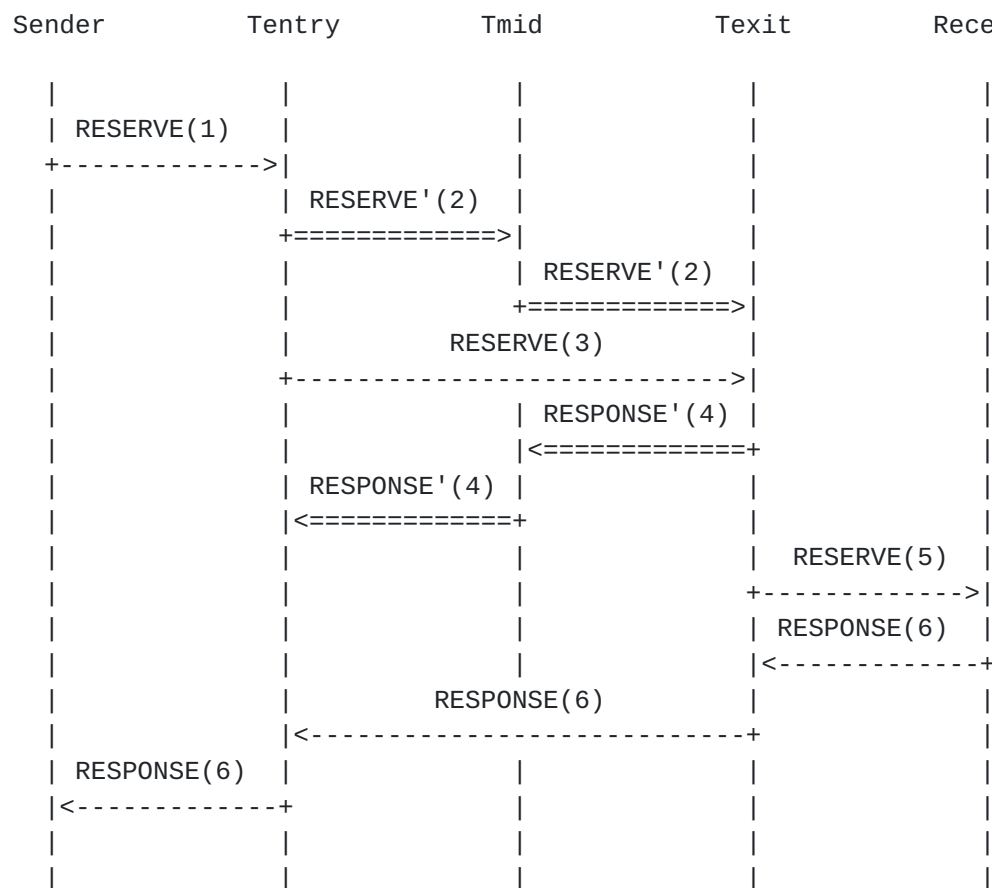 Sender Tentry Tmid Texit Rece
RESERVE(1)
RESERVE'(2)
RESERVE'(2)
RESERVE(3)
RESPONSE'(4)
RESPONSE'(4)
RESERVE(5)
RESPONSE(6)
RESPONSE(6)
RESPONSE(6)